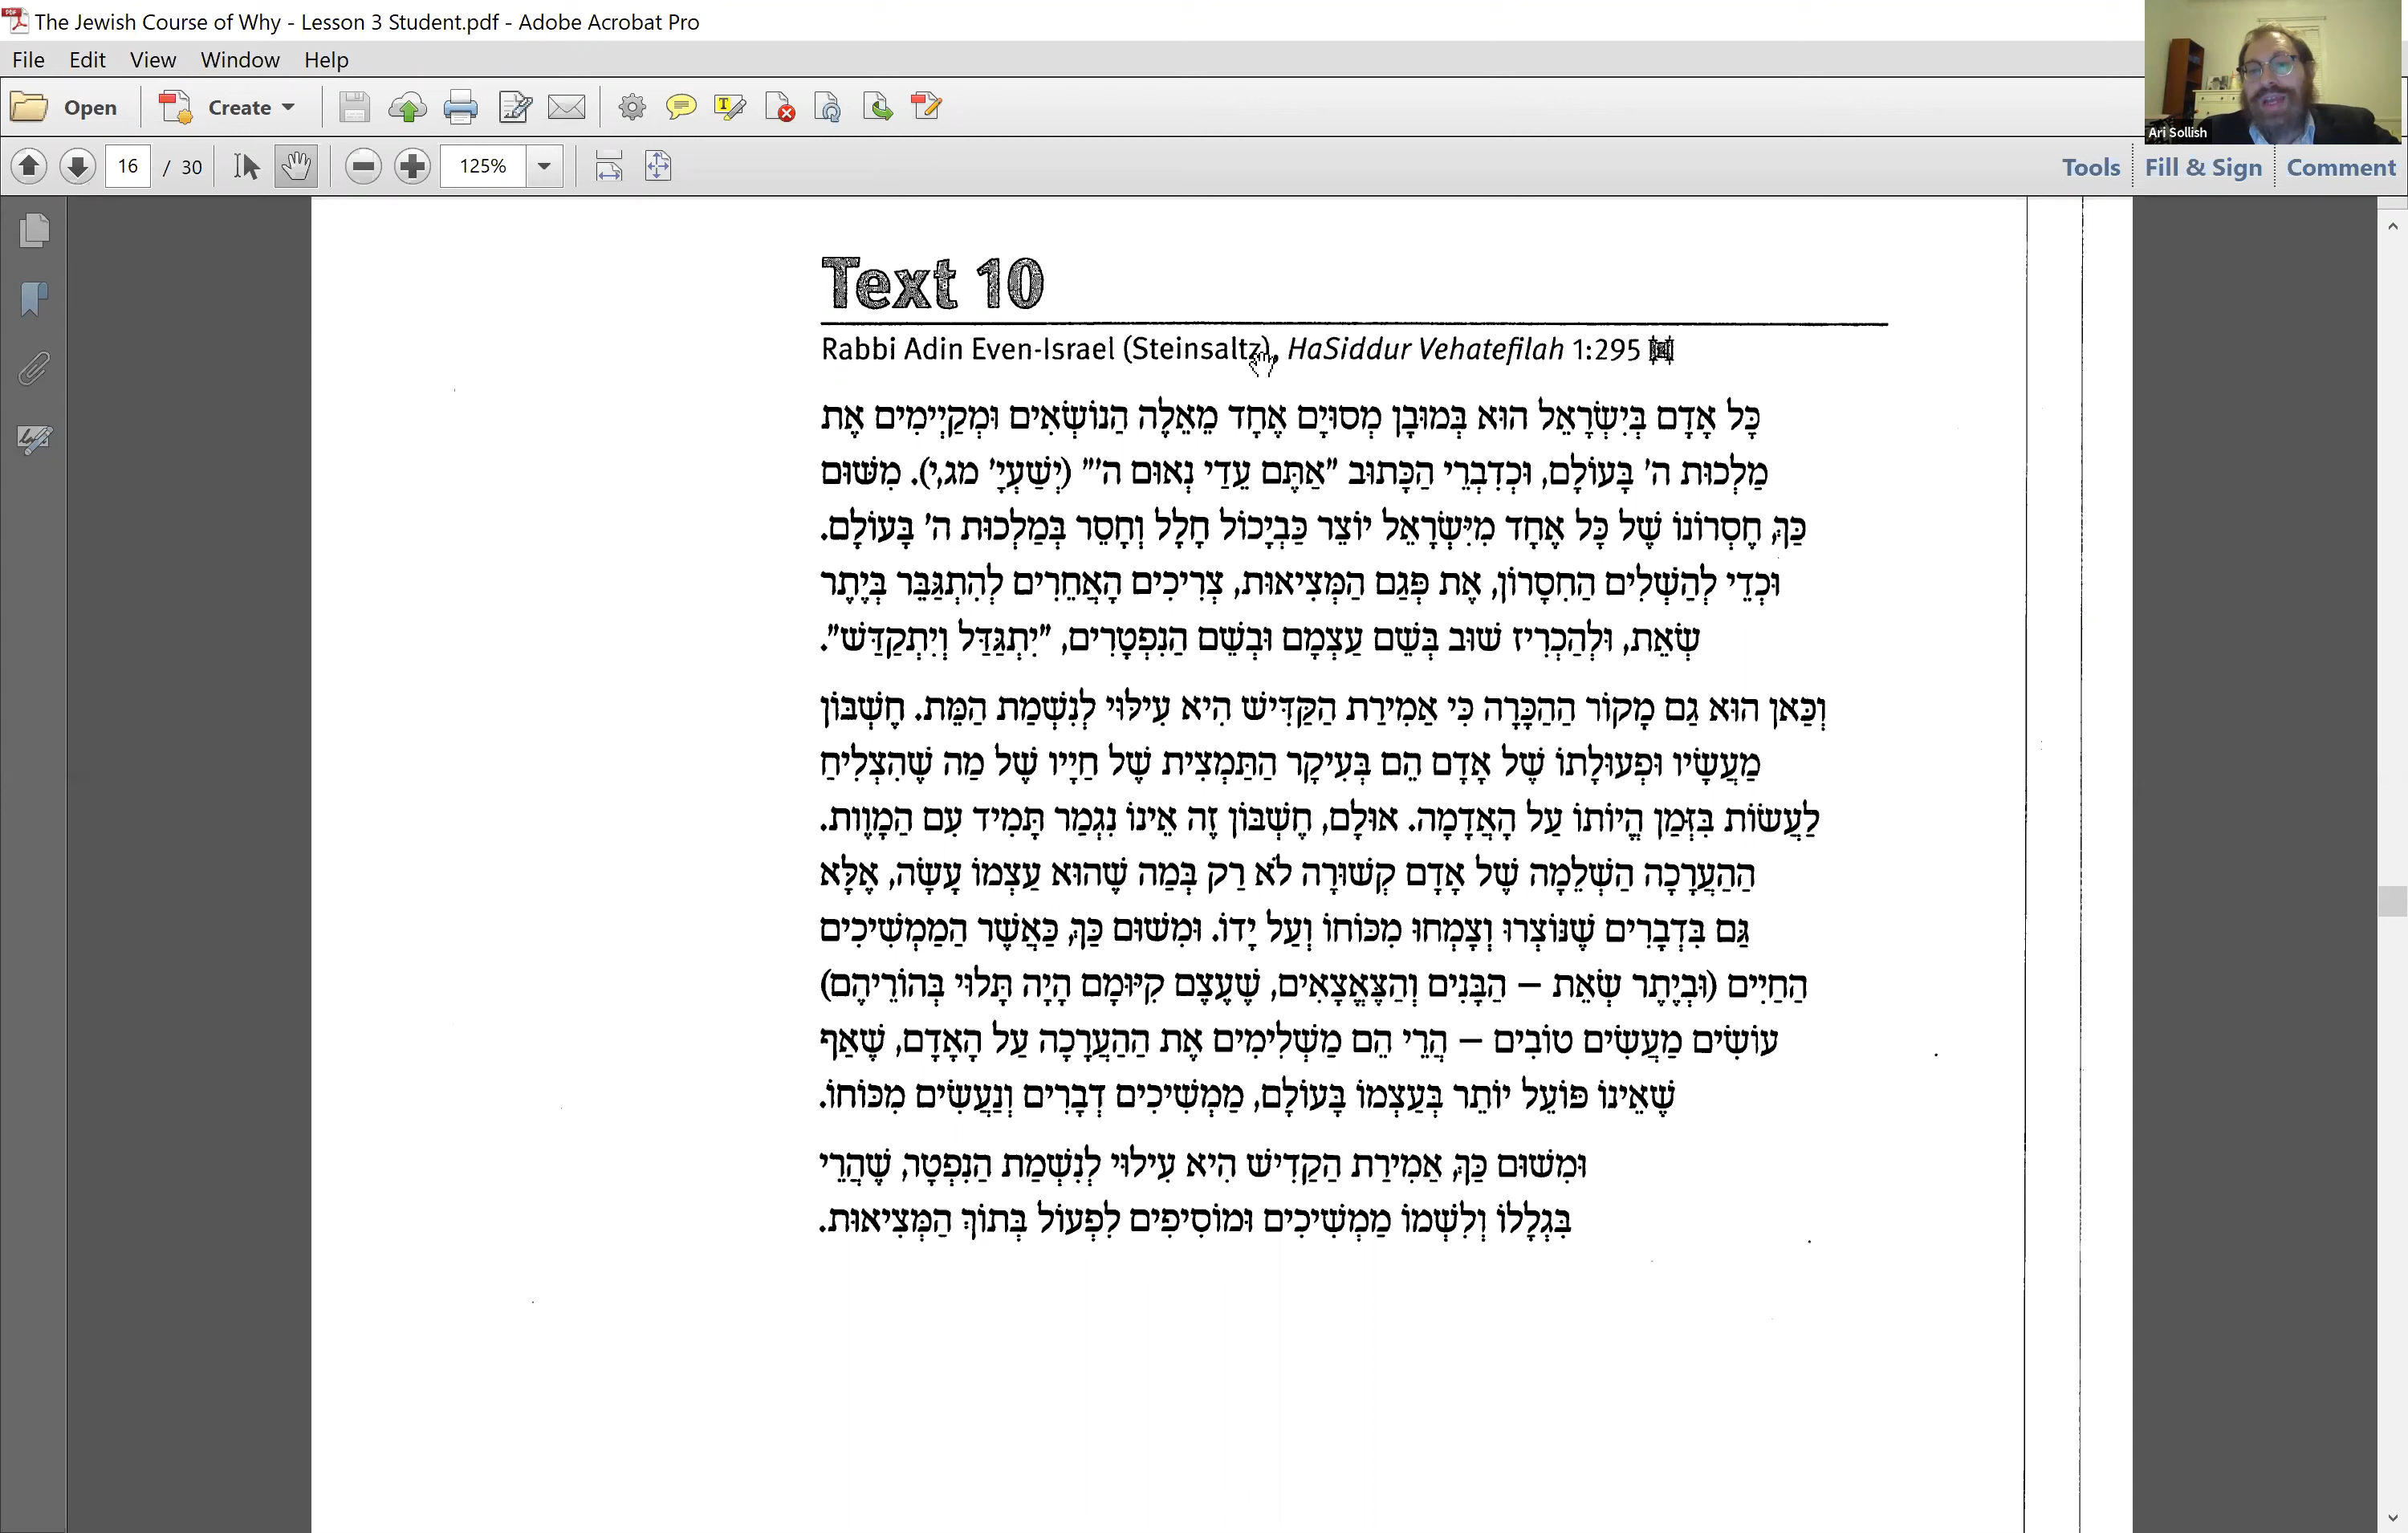 The Jewish Course of Why - Lesson 3 Student.pdf - Adobe Acrobat Pro
File Edit View Window Help
Open Create
16 / 30 125%
Tools Fill & Sign Comment
Ari Sollish
Text 10
Rabbi Adin Even-Israel (Steinsaltz), HaSiddur Vehatefilah 1:295
כָּל אָדָם בְּיִשְׂרָאֵל הוּא בְּמוּבָן מְסוּיָם אֶחָד מֵאֵלֶה הַנוֹשְׂאִים וּמְקַיְימִים אֶת
מַלְכוּת ה' בָּעוֹלָם, וּכְדִבְרֵי הַכָּתוּב "אַתֶּם עֵדַי נְאוּם ה'" (יְשַׁעְיָ' מג,י). מִשּׁוּם
כַּךְ, חֶסְרוֹנוֹ שֶׁל כָּל אֶחָד מִיִּשְׂרָאֵל יוֹצֵר כַּבְיָכוֹל חָלָל וְחָסֵר בְּמַלְכוּת ה' בָּעוֹלָם.
וּכְדֵי לְהַשְׁלִים הַחִסָרוֹן, אֶת פְּגַם הַמְּצִיאוּת, צְרִיכִים הָאֲחֵרִים לְהִתְגַּבֵּר בְּיֶתֶר
שְׂאֵת, וּלְהַכְרִיז שׁוּב בְּשֵׁם עַצְמָם וּבְשֵׁם הַנִפְטָרִים, "יִתְגַּדַּל וְיִתְקַדַּשׁ".
וְכַּאן הוּא גַם מָקוֹר הַהַכָּרָה כִּי אַמִירַת הַקַּדִּישׁ הִיא עִילּוּי לְנִשְׁמַת הַמֵּת. חֶשְׁבּוֹן
מַעֲשָׂיו וּפְעוּלָתוֹ שֶׁל אָדָם הֵם בְּעִיקָר הַתַּמְצִית שֶׁל חַיָיו שֶׁל מַה שֶׁהִצְלִיחַ
לַעֲשׂוֹת בִּזְּמַן הֱיוֹתוֹ עַל הָאֲדָמָה. אוּלָם, חֶשְׁבּוֹן זֶה אֵינוֹ נִגְמַר תָּמִיד עִם הַמָוֶות.
הַהַעֲרָכָה הַשְׁלֵמָה שֶׁל אָדָם קְשׁוּרָה לֹא רַק בְּמַה שֶׁהוּא עַצְמוֹ עָשָׂה, אֶלָּא
גַּם בִּדְבָרִים שֶׁנּוֹצְרוּ וְצָמְחוּ מִכּוֹחוֹ וְעַל יָדוֹ. וּמִשּׁוּם כַּךְ, כַּאֲשֶׁר הַמַמְשִׁיכִים
הַחַיִּים (וּבְיֶתֶר שְׂאֵת – הַבָּנִים וְהַצֶּאֱצָאִים, שֶׁעֶצֶם קִיּוּמָם הָיָה תָּלוּי בְּהוֹרֵיהֶם)
עוֹשִׂים מַעֲשִׂים טוֹבִים – הֲרֵי הֵם מַשְׁלִימִים אֶת הַהַעֲרָכָה עַל הָאָדָם, שֶׁאַף
שֶׁאֵינוֹ פּוֹעֵל יוֹתֵר בְּעַצְמוֹ בָּעוֹלָם, מַמְשִׁיכִים דְבָרִים וְנַעֲשִׂים מִכּוֹחוֹ.
וּמִשּׁוּם כַּךְ, אַמִירַת הַקַדִישׁ הִיא עִילוּי לְנִשְׁמַת הַנִפְטָר, שֶׁהֲרֵי
בִּגְלָלוֹ וְלִשְׁמוֹ מַמְשִׁיכִים וּמוֹסִיפִים לִפְעוֹל בְּתוֹךְ הַמְּצִיאוּת.